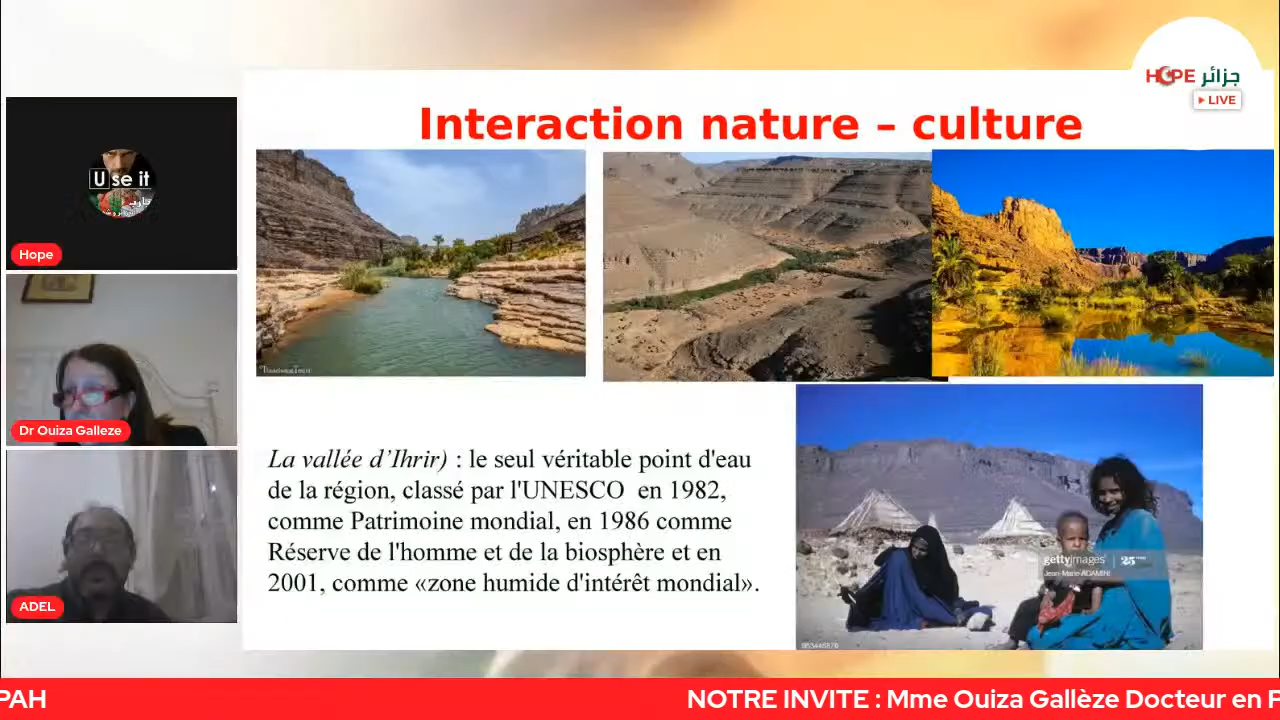 HOPE جزائر
LIVE
Interaction nature – culture
U se it
Hope
Dr Ouiza Galleze
ADEL
La vallée d’Ihrir) : le seul véritable point d'eau
de la région, classé par l'UNESCO en 1982,
comme Patrimoine mondial, en 1986 comme
Réserve de l'homme et de la biosphère et en
2001, comme «zone humide d'intérêt mondial».
gettyimages
Jean-Marc ADAMINI
PAH
NOTRE INVITE : Mme Ouiza Gallèze Docteur en P